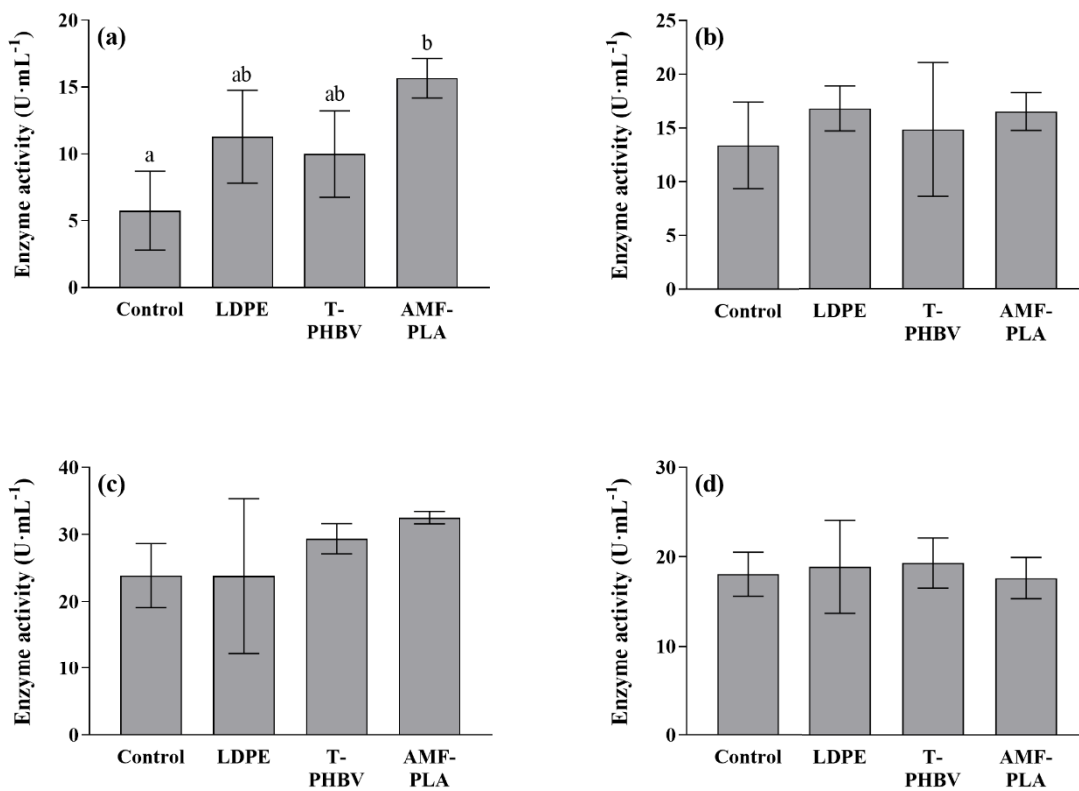 (a)
Enzyme activity (U·mL⁻¹)
20
15
10
5
0
a
ab
ab
b
Control
LDPE
T-
PHBV
AMF-
PLA
(b)
Enzyme activity (U·mL⁻¹)
25
20
15
10
5
0
Control
LDPE
T-
PHBV
AMF-
PLA
(c)
Enzyme activity (U·mL⁻¹)
40
30
20
10
0
Control
LDPE
T-
PHBV
AMF-
PLA
(d)
Enzyme activity (U·mL⁻¹)
30
20
10
0
Control
LDPE
T-
PHBV
AMF-
PLA